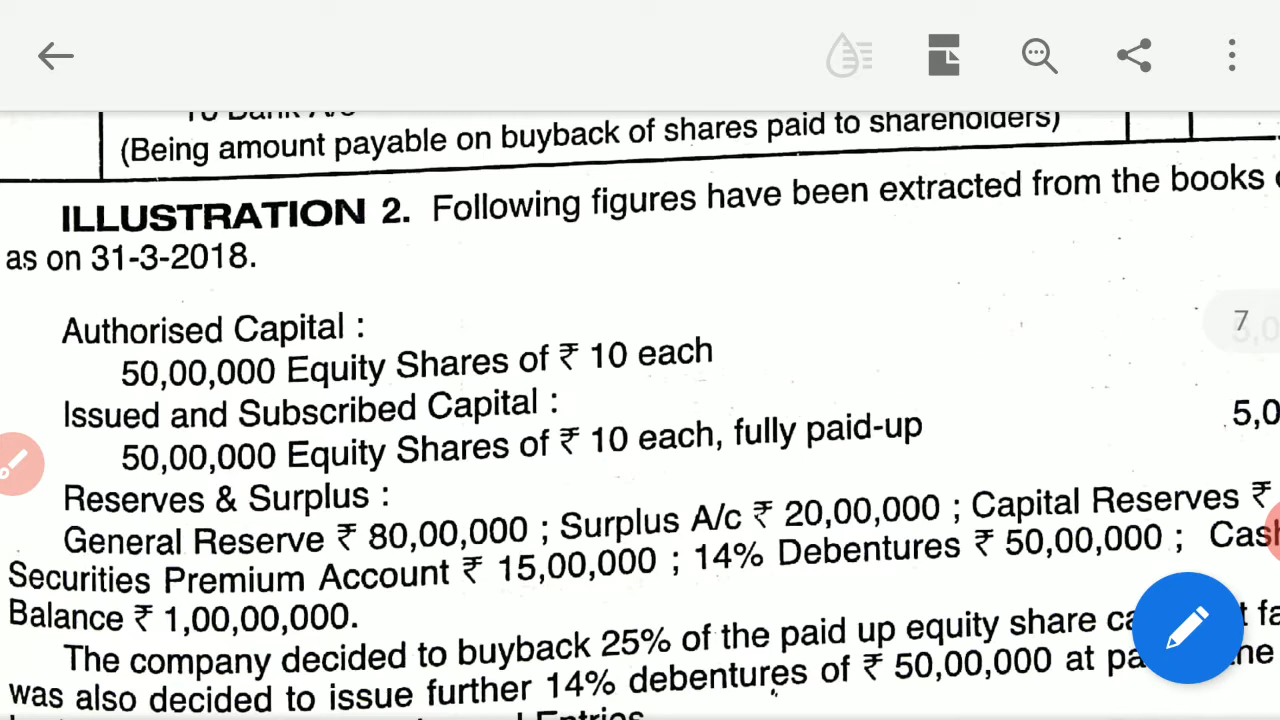 To Bank A/c
(Being amount payable on buyback of shares paid to shareholders)
ILLUSTRATION 2. Following figures have been extracted from the books
as on 31-3-2018.
Authorised Capital :
7
50,00,000 Equity Shares of ₹ 10 each
Issued and Subscribed Capital :
5,0
50,00,000 Equity Shares of ₹ 10 each, fully paid-up
Reserves & Surplus :
General Reserve ₹ 80,00,000 ; Surplus A/c ₹ 20,00,000 ; Capital Reserves ₹
Securities Premium Account ₹ 15,00,000 ; 14% Debentures ₹ 50,00,000 ; Cash
Balance ₹ 1,00,00,000.
The company decided to buyback 25% of the paid up equity share
was also decided to issue further 14% debentures of ₹ 50,00,000 at